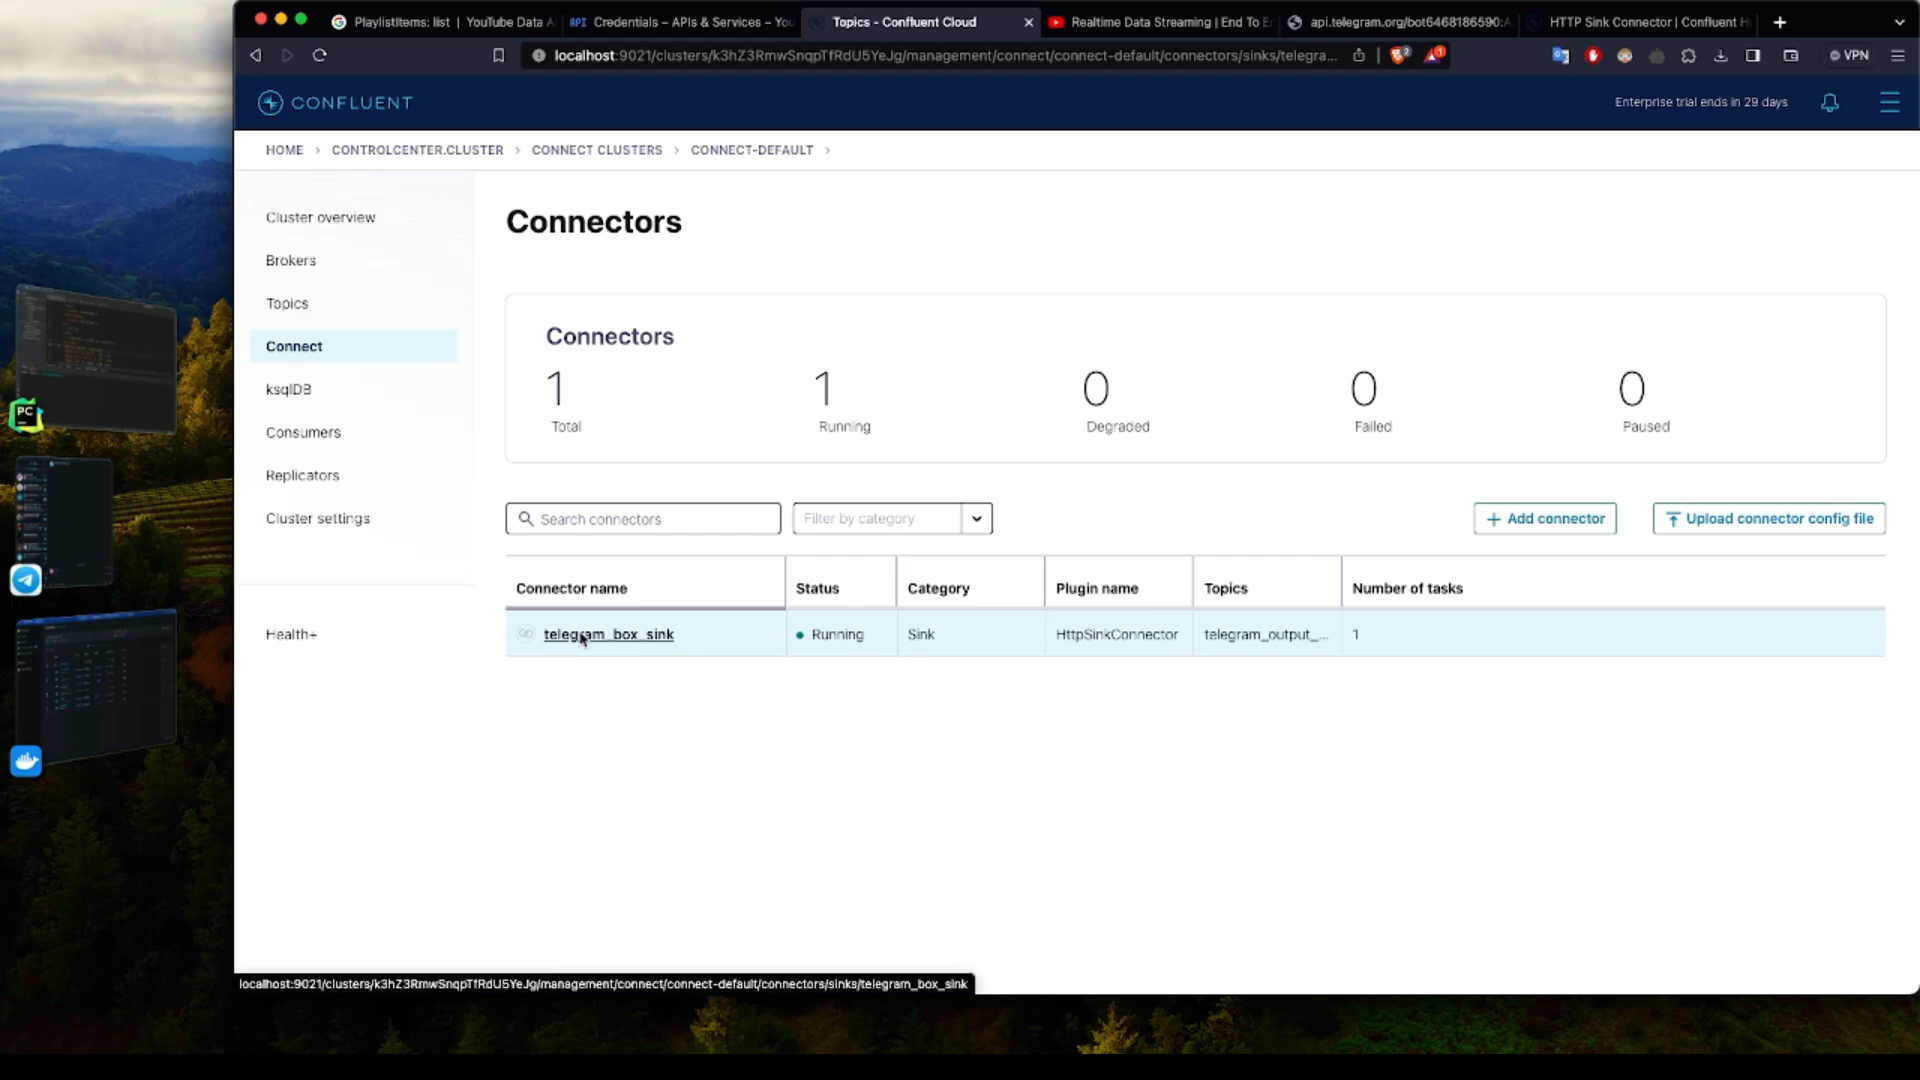 PlaylistItems: list | YouTube Data A
API Credentials – APIs & Services – You
Topics - Confluent Cloud
Realtime Data Streaming | End To E
api.telegram.org/bot6468186590:A
HTTP Sink Connector | Confluent H
localhost:9021/clusters/k3hZ3RmwSnqpTfRdU5YeJg/management/connect/connect-default/connectors/sinks/telegra...
VPN
CONFLUENT
Enterprise trial ends in 29 days
HOME > CONTROLCENTER.CLUSTER > CONNECT CLUSTERS > CONNECT-DEFAULT >
Cluster overview
Brokers
Topics
Connect
ksqlDB
Consumers
Replicators
Cluster settings
Health+
Connectors
Connectors
1 1 0 0 0
Total Running Degraded Failed Paused
Search connectors
Filter by category
+ Add connector
Upload connector config file
Connector name Status Category Plugin name Topics Number of tasks
telegram_box_sink Running Sink HttpSinkConnector telegram_output_... 1
localhost:9021/clusters/k3hZ3RmwSnqpTfRdU5YeJg/management/connect/connect-default/connectors/sinks/telegram_box_sink
PC